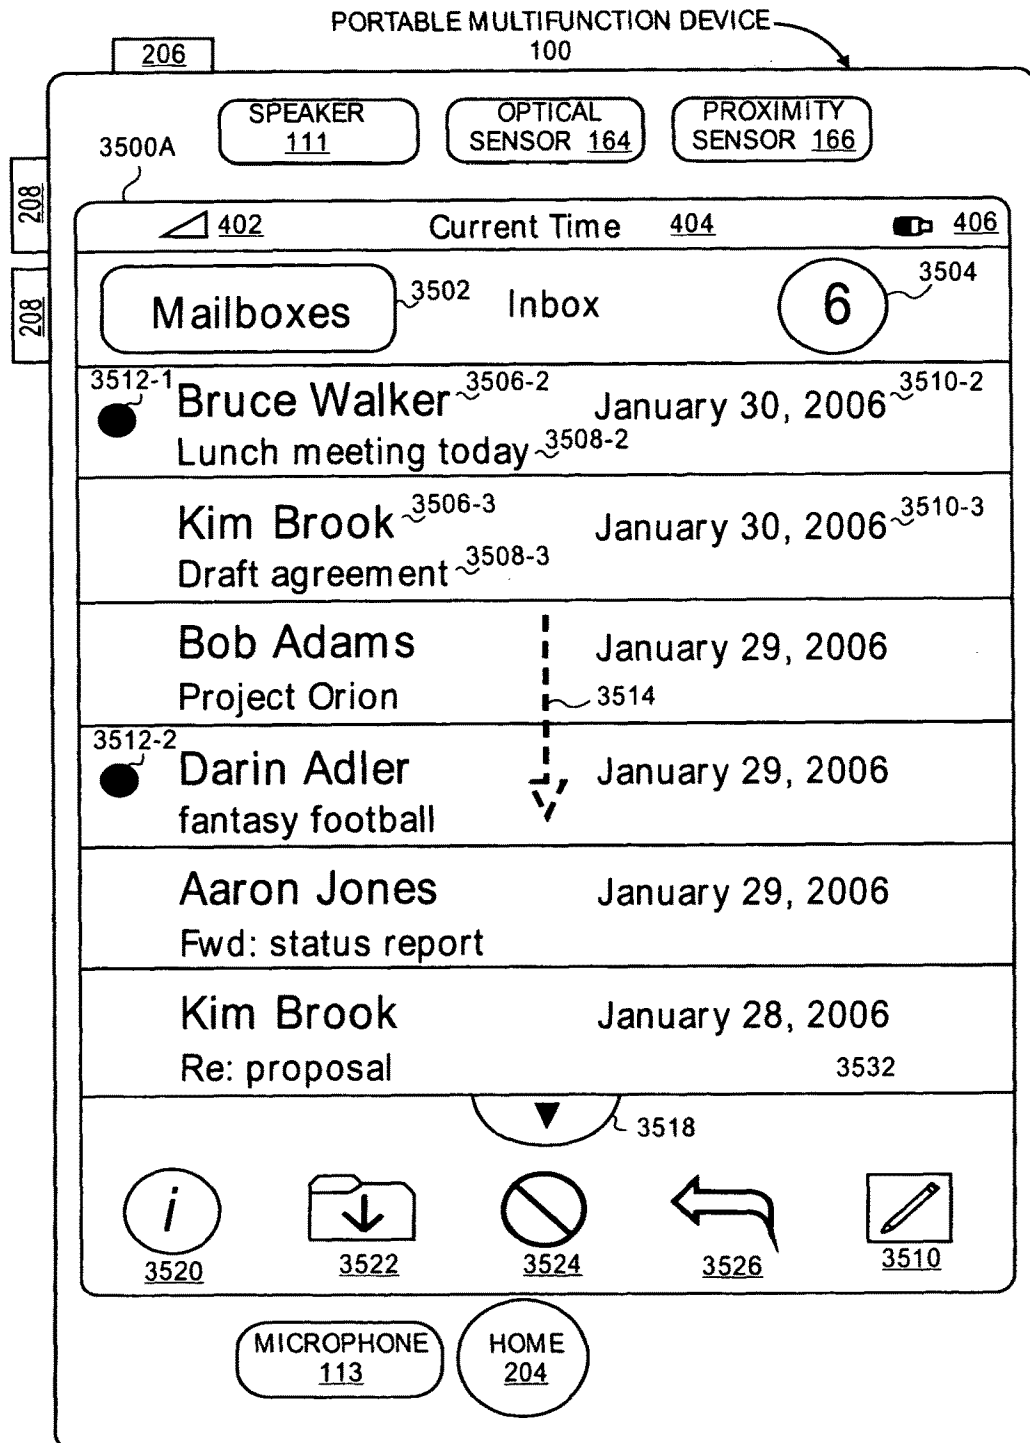 PORTABLE MULTIFUNCTION DEVICE
100
206
SPEAKER
111
OPTICAL
SENSOR 164
PROXIMITY
SENSOR 166
3500A
208
208
402
Current Time 404
406
Mailboxes
3502
Inbox
6
3504
3512-1
Bruce Walker 3506-2
January 30, 2006 3510-2
Lunch meeting today 3508-2
Kim Brook 3506-3
January 30, 2006 3510-3
Draft agreement 3508-3
Bob Adams
January 29, 2006
Project Orion
3514
3512-2
Darin Adler
January 29, 2006
fantasy football
Aaron Jones
January 29, 2006
Fwd: status report
Kim Brook
January 28, 2006
Re: proposal
3532
3518
i
3520
3522
3524
3526
3510
MICROPHONE
113
HOME
204